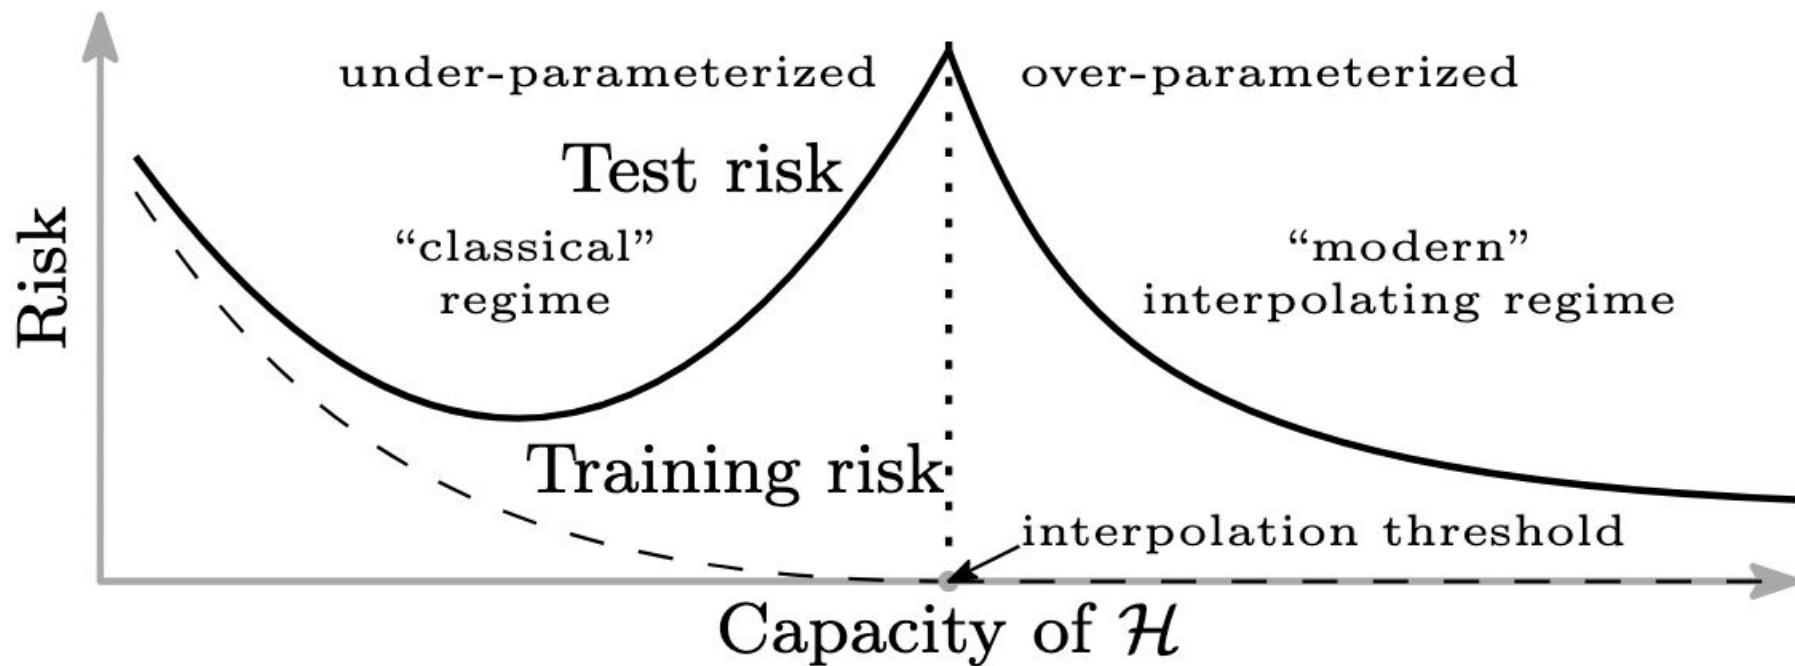 under-parameterized
over-parameterized
Test risk
“classical”
regime
“modern”
interpolating regime
Risk
Training risk
interpolation threshold
Capacity of ℋ